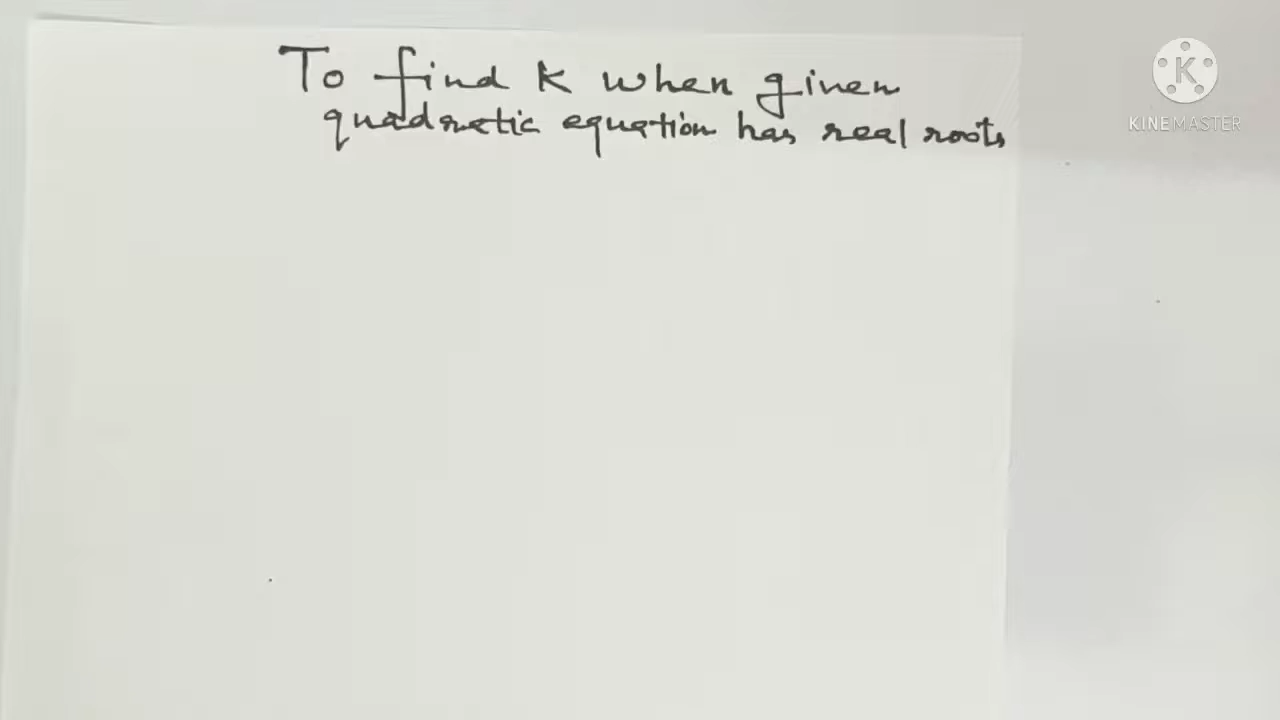 To find K when given
quadratic equation has real roots
K
KINEMASTER